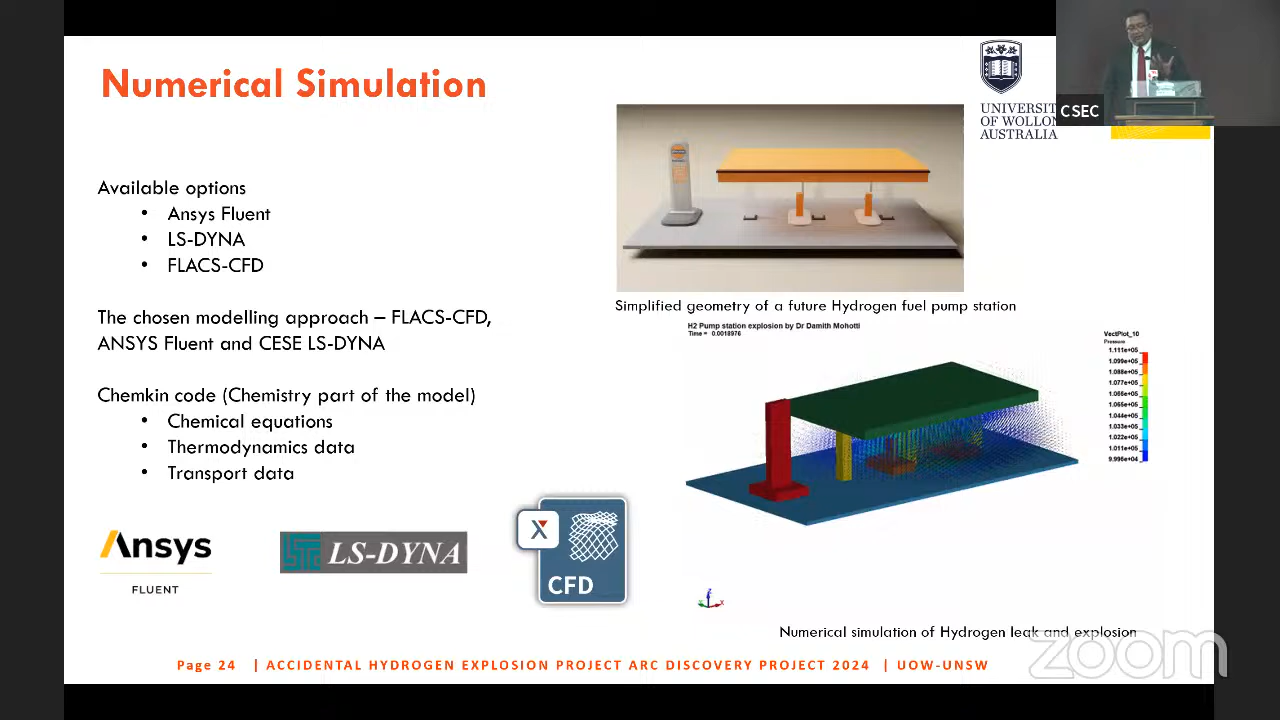 Numerical Simulation
UNIVERSIT
OF WOLLON
AUSTRALIA
CSEC
Available options
• Ansys Fluent
• LS-DYNA
• FLACS-CFD
The chosen modelling approach – FLACS-CFD,
ANSYS Fluent and CESE LS-DYNA
Chemkin code (Chemistry part of the model)
• Chemical equations
• Thermodynamics data
• Transport data
Simplified geometry of a future Hydrogen fuel pump station
H2 Pump station explosion by Dr Damith Mohotti
Time = 0.0018976
VectPlot_10
Pressure
1.111e+05
1.099e+05
1.088e+05
1.077e+05
1.066e+05
1.055e+05
1.044e+05
1.033e+05
1.022e+05
1.011e+05
9.996e+04
Ansys
FLUENT
LS-DYNA
X
CFD
Numerical simulation of Hydrogen leak and explosion
Page 24 | ACCIDENTAL HYDROGEN EXPLOSION PROJECT ARC DISCOVERY PROJECT 2024 | UOW-UNSW
zoom